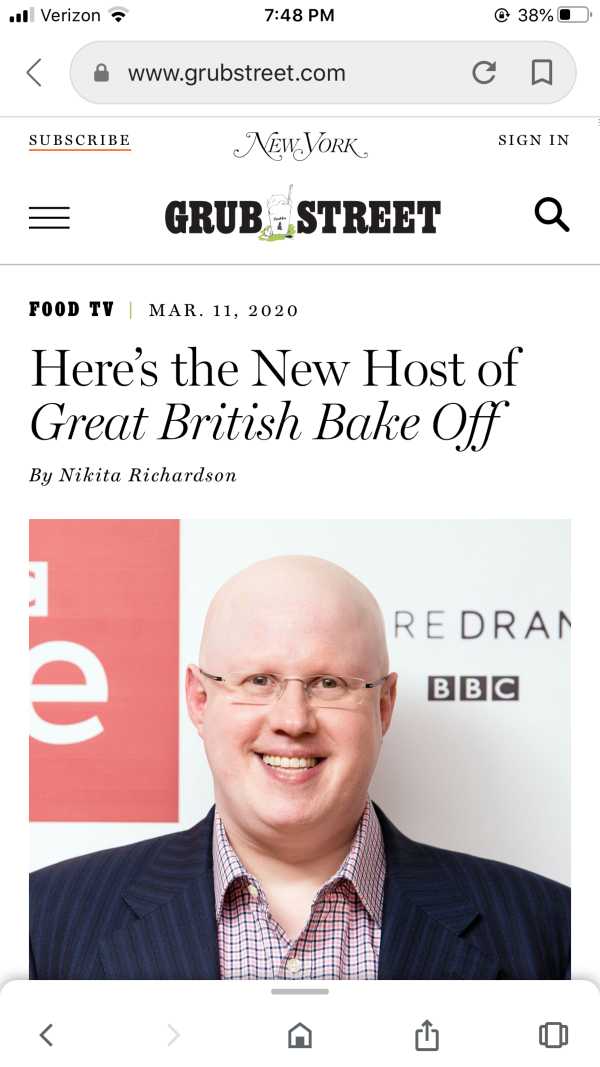 Verizon 7:48 PM 38%
www.grubstreet.com
SUBSCRIBE NEW YORK SIGN IN
GRUB STREET
FOOD TV | MAR. 11, 2020
Here's the New Host of
Great British Bake Off
By Nikita Richardson
a
e
RE DRAM
BBC